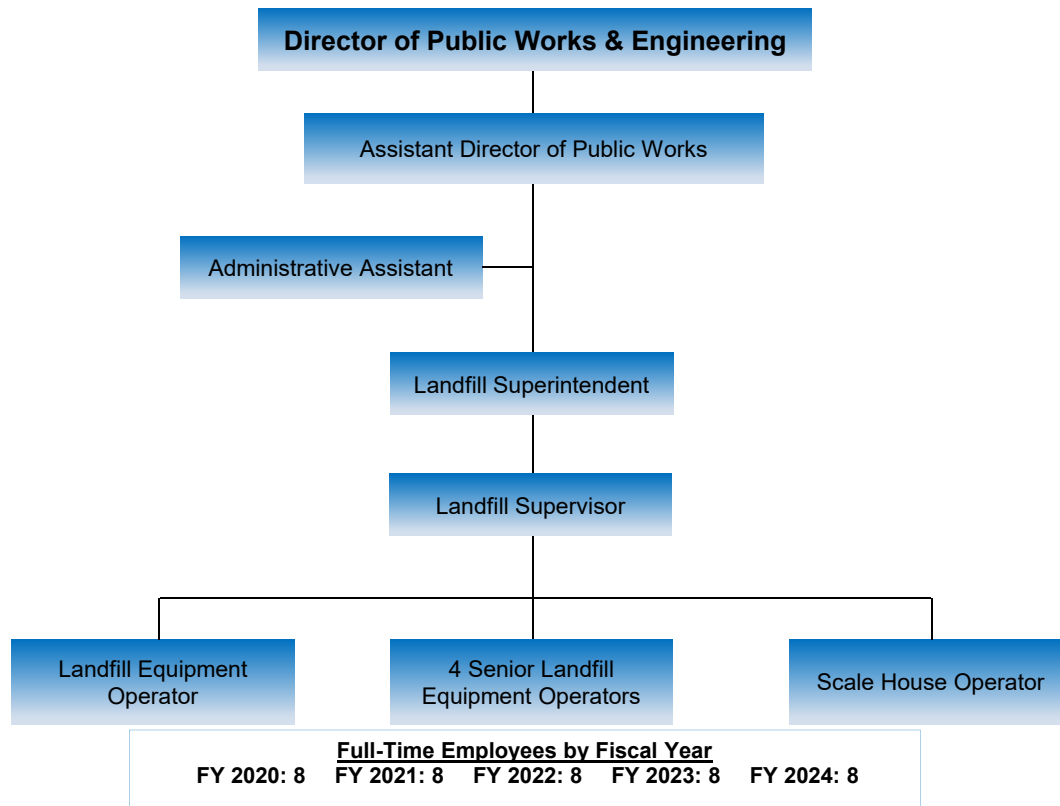 Director of Public Works & Engineering
Assistant Director of Public Works
Administrative Assistant
Landfill Superintendent
Landfill Supervisor
Landfill Equipment
Operator
4 Senior Landfill
Equipment Operators
Scale House Operator
Full-Time Employees by Fiscal Year
FY 2020: 8 FY 2021: 8 FY 2022: 8 FY 2023: 8 FY 2024: 8